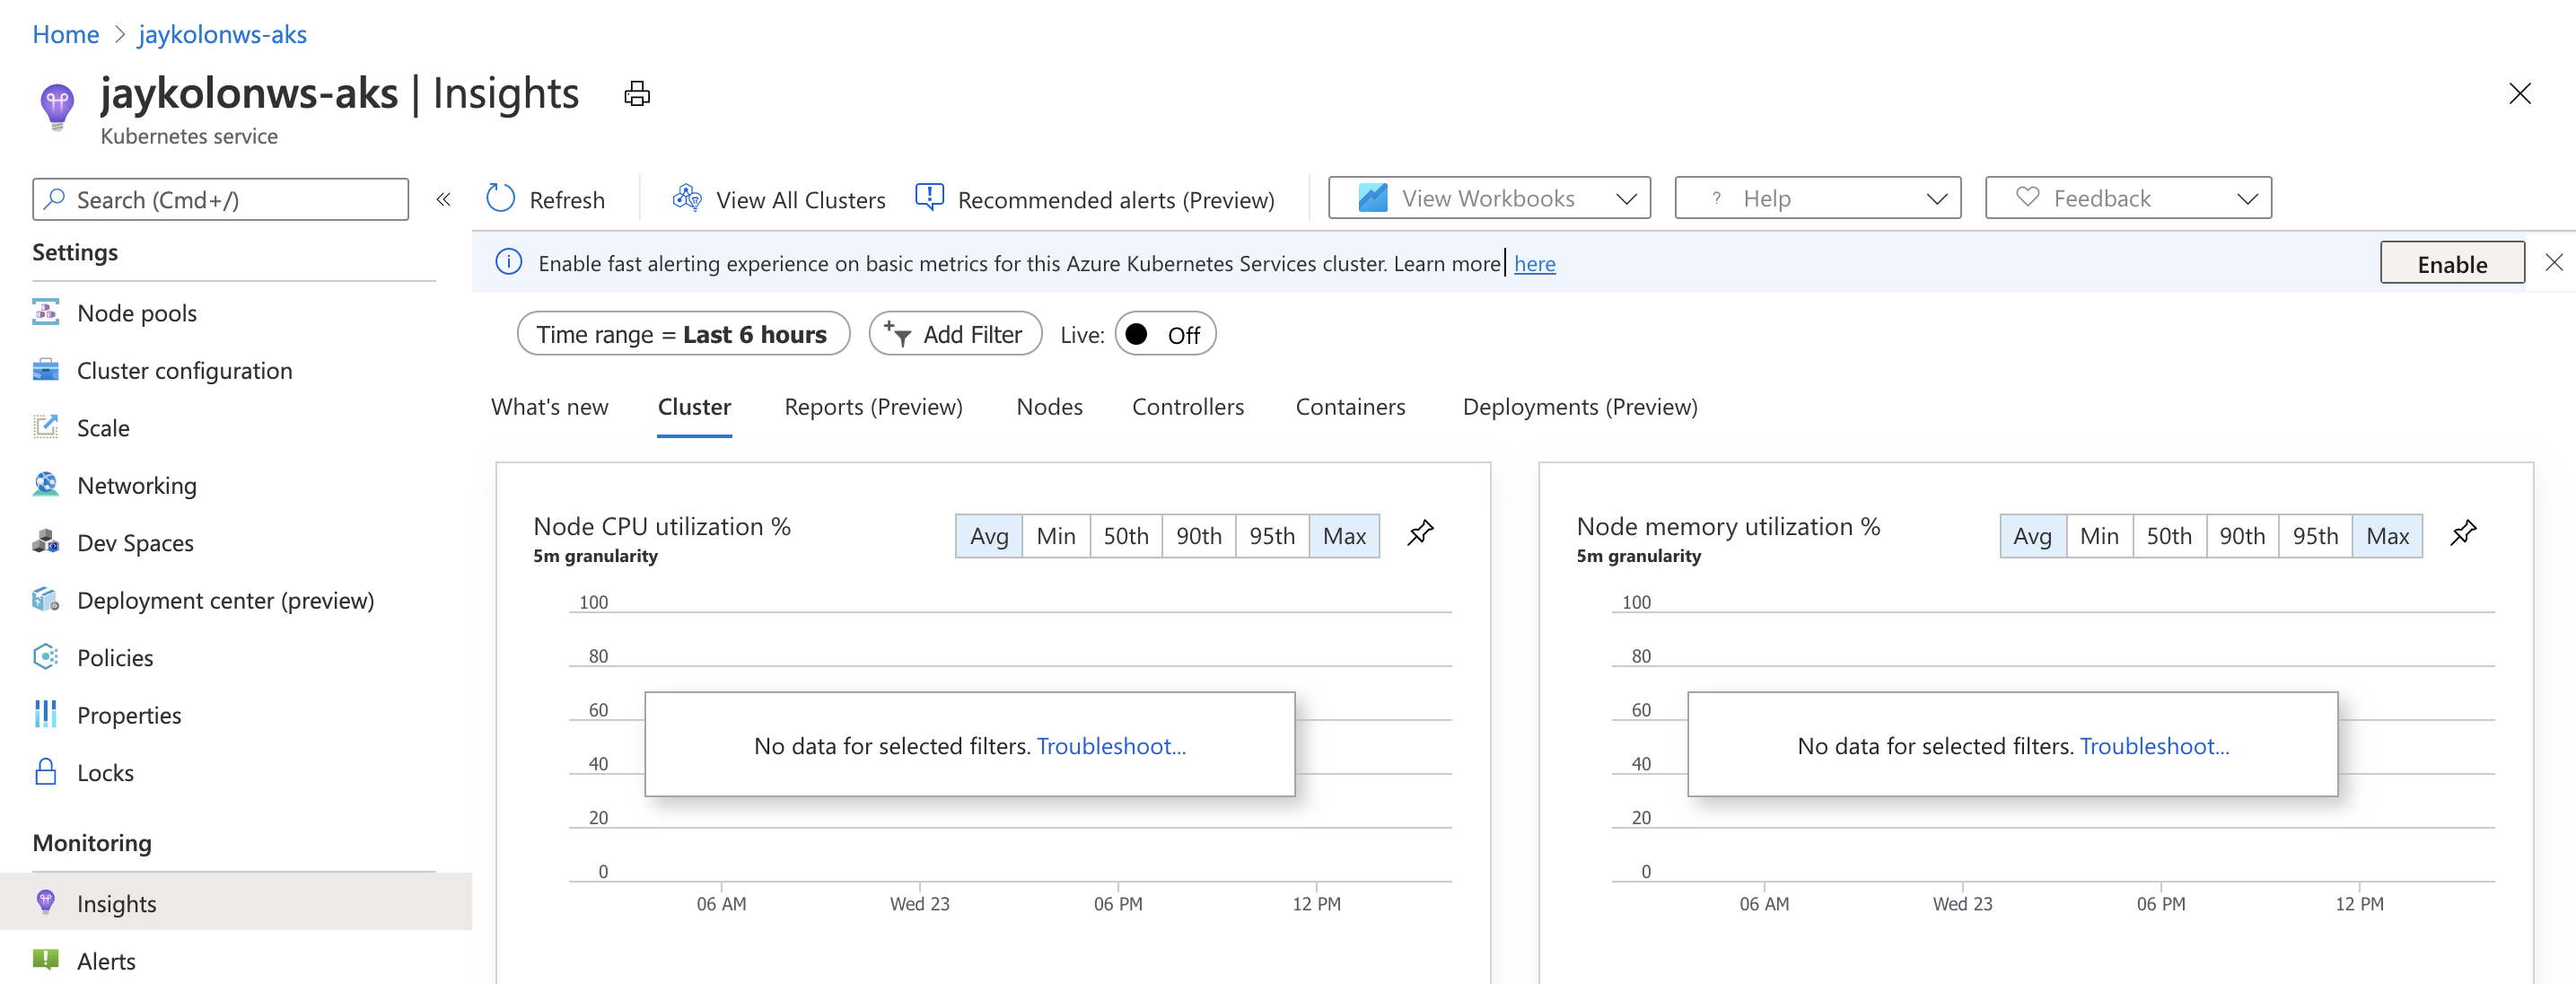 Home > jaykolonws-aks
jaykolonws-aks | Insights
Kubernetes service
Search (Cmd+/)
«
Settings
Node pools
Cluster configuration
Scale
Networking
Dev Spaces
Deployment center (preview)
Policies
Properties
Locks
Monitoring
Insights
Alerts
Refresh
View All Clusters
Recommended alerts (Preview)
View Workbooks
? Help
Feedback
Enable fast alerting experience on basic metrics for this Azure Kubernetes Services cluster. Learn more here
Enable
Time range = Last 6 hours
Add Filter
Live: Off
What's new Cluster Reports (Preview) Nodes Controllers Containers Deployments (Preview)
Node CPU utilization %
5m granularity
Avg Min 50th 90th 95th Max
100
80
60
40
20
0
No data for selected filters. Troubleshoot...
06 AM Wed 23 06 PM 12 PM
Node memory utilization %
5m granularity
Avg Min 50th 90th 95th Max
100
80
60
40
20
0
No data for selected filters. Troubleshoot...
06 AM Wed 23 06 PM 12 PM